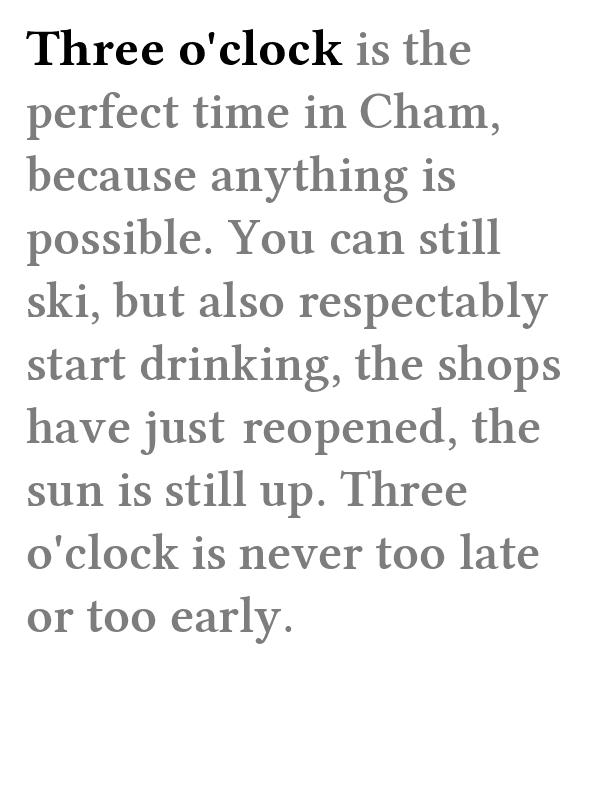 Three o'clock is the
perfect time in Cham,
because anything is
possible. You can still
ski, but also respectably
start drinking, the shops
have just reopened, the
sun is still up. Three
o'clock is never too late
or too early.